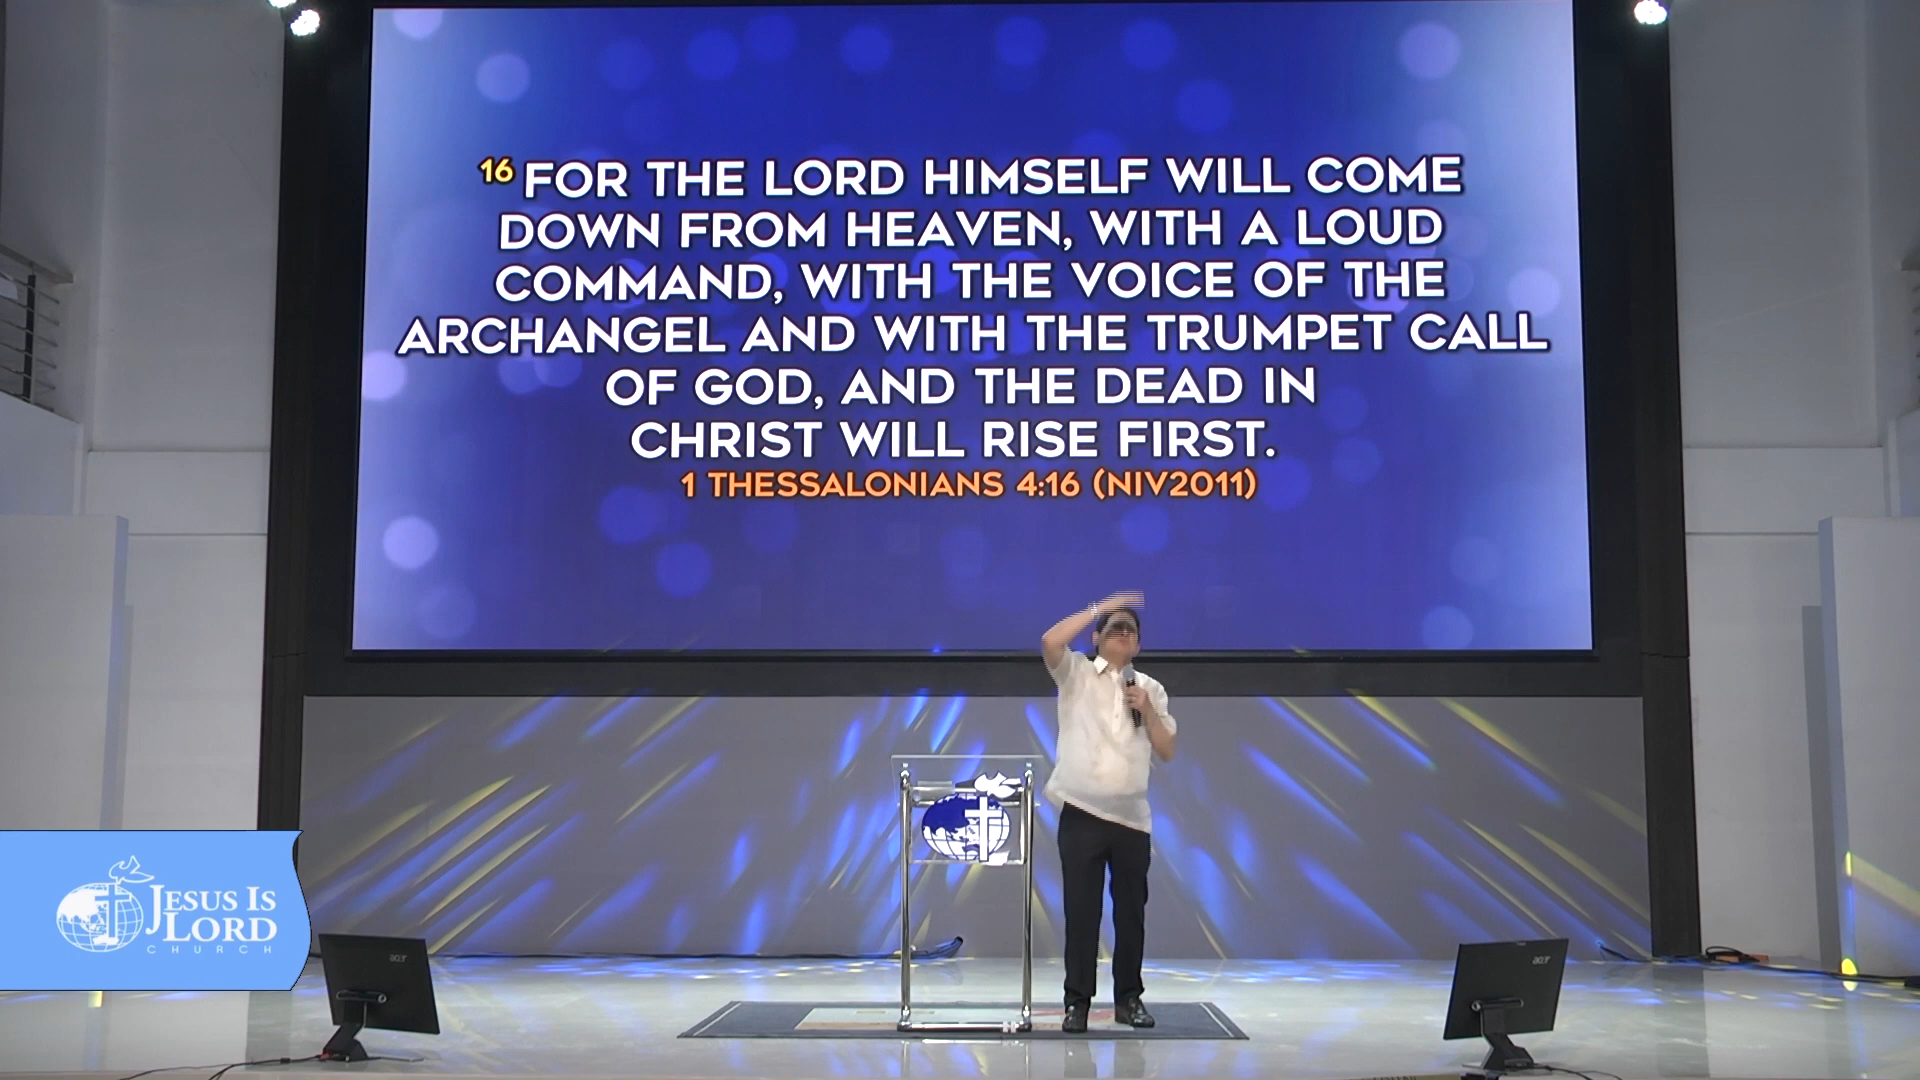 16 FOR THE LORD HIMSELF WILL COME
DOWN FROM HEAVEN, WITH A LOUD
COMMAND, WITH THE VOICE OF THE
ARCHANGEL AND WITH THE TRUMPET CALL
OF GOD, AND THE DEAD IN
CHRIST WILL RISE FIRST.
1 THESSALONIANS 4:16 (NIV2011)
JESUS IS
LORD
CHURCH
acer
acer